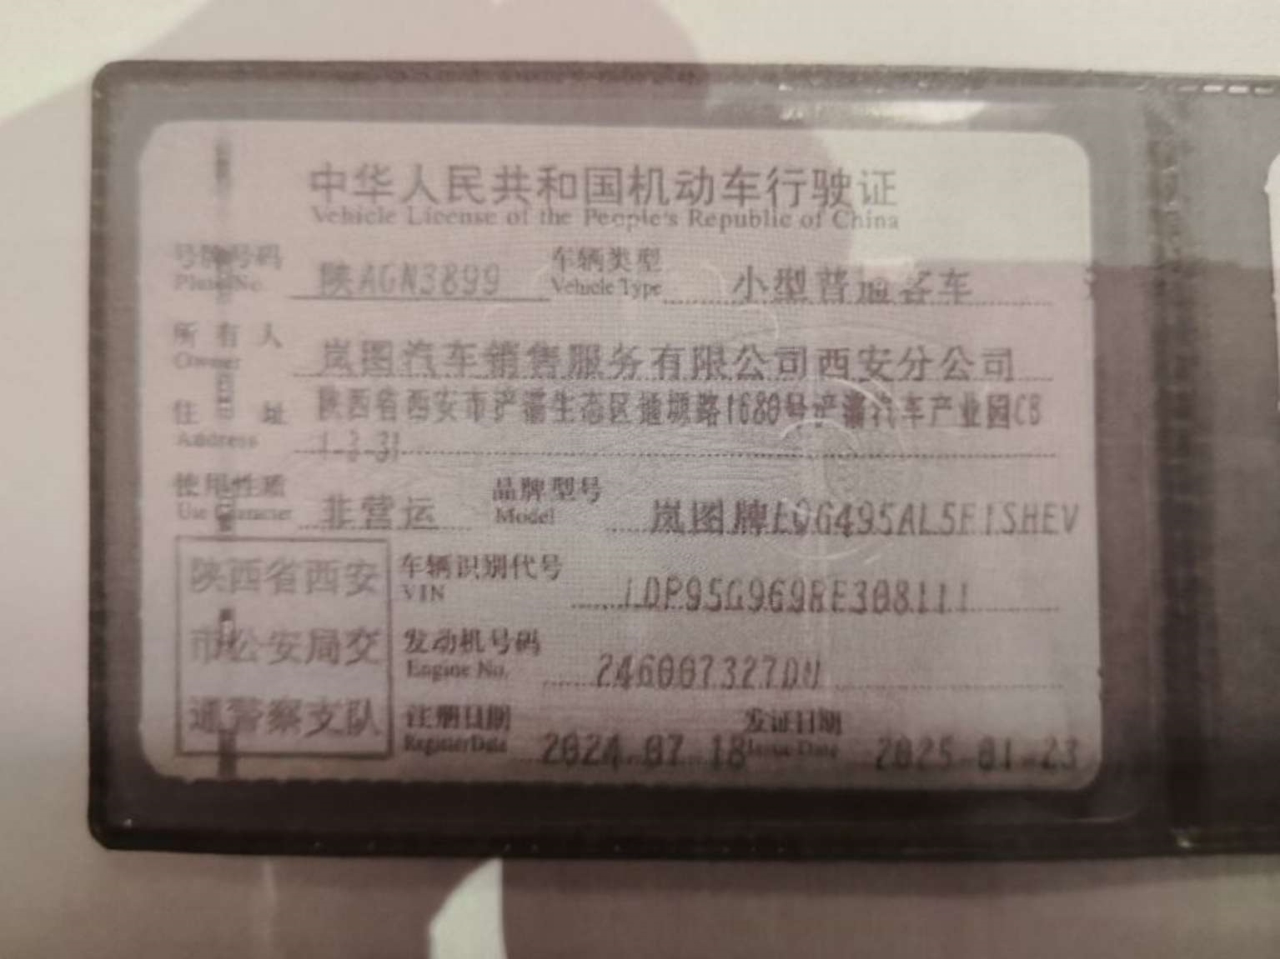 中华人民共和国机动车行驶证
Vehicle License of the People's Republic of China
号牌号码 陕AGN3899 车辆类型 小型普通客车
Plate No. Vehicle Type
所有人 岚图汽车销售服务有限公司西安分公司
Owner
住址 陕西省西安市浐灞生态区通塬路1680号浐灞汽车产业园CB
Address 1-2-31
使用性质 非营运 品牌型号 岚图牌EQ6495AL5F1SHEV
Use Character Model
陕西省西安 车辆识别代号 LDP95G969RE308111
VIN
市公安局交 发动机号码 246007327DN
Engine No.
通警察支队 注册日期 2024-07-18 发证日期 2025-01-23
Register Date Issue Date